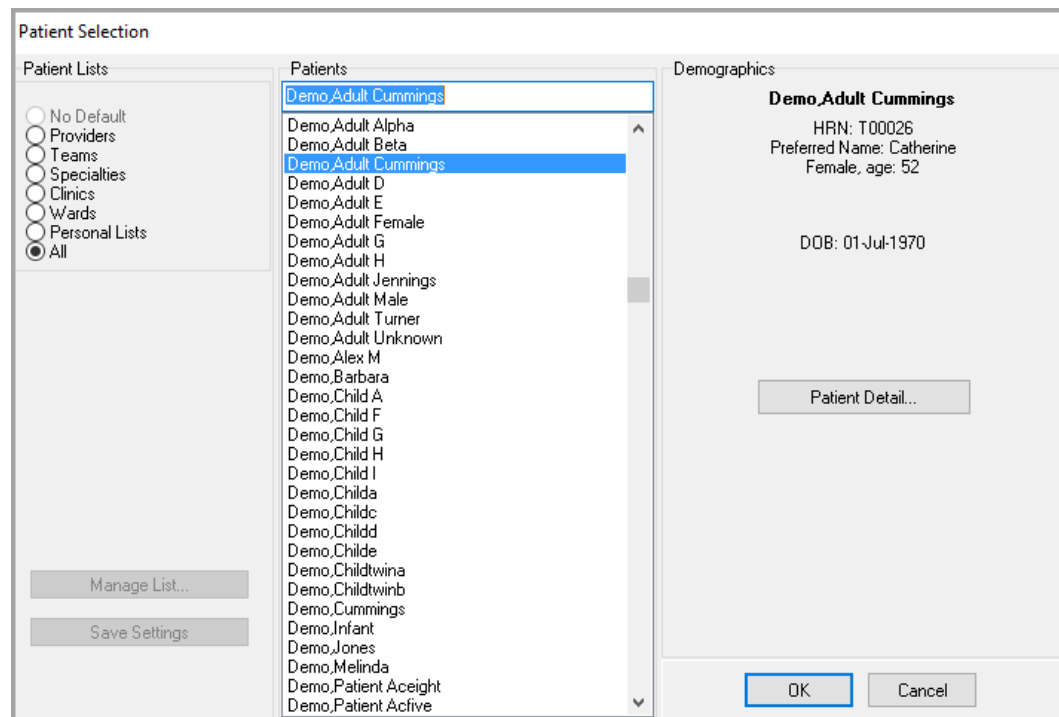 Patient Selection
Patient Lists
No Default
Providers
Teams
Specialties
Clinics
Wards
Personal Lists
All
Manage List...
Save Settings
Patients
Demo,Adult Cummings
Demo,Adult Alpha
Demo,Adult Beta
Demo,Adult Cummings
Demo,Adult D
Demo,Adult E
Demo,Adult Female
Demo,Adult G
Demo,Adult H
Demo,Adult Jennings
Demo,Adult Male
Demo,Adult Turner
Demo,Adult Unknown
Demo,Alex M
Demo,Barbara
Demo,Child A
Demo,Child F
Demo,Child G
Demo,Child H
Demo,Child I
Demo,Childa
Demo,Childc
Demo,Childd
Demo,Childe
Demo,Childtwina
Demo,Childtwinb
Demo,Cummings
Demo,Infant
Demo,Jones
Demo,Melinda
Demo,Patient Aceight
Demo,Patient Acfive
Demographics
Demo,Adult Cummings
HRN: T00026
Preferred Name: Catherine
Female, age: 52
DOB: 01-Jul-1970
Patient Detail...
OK
Cancel